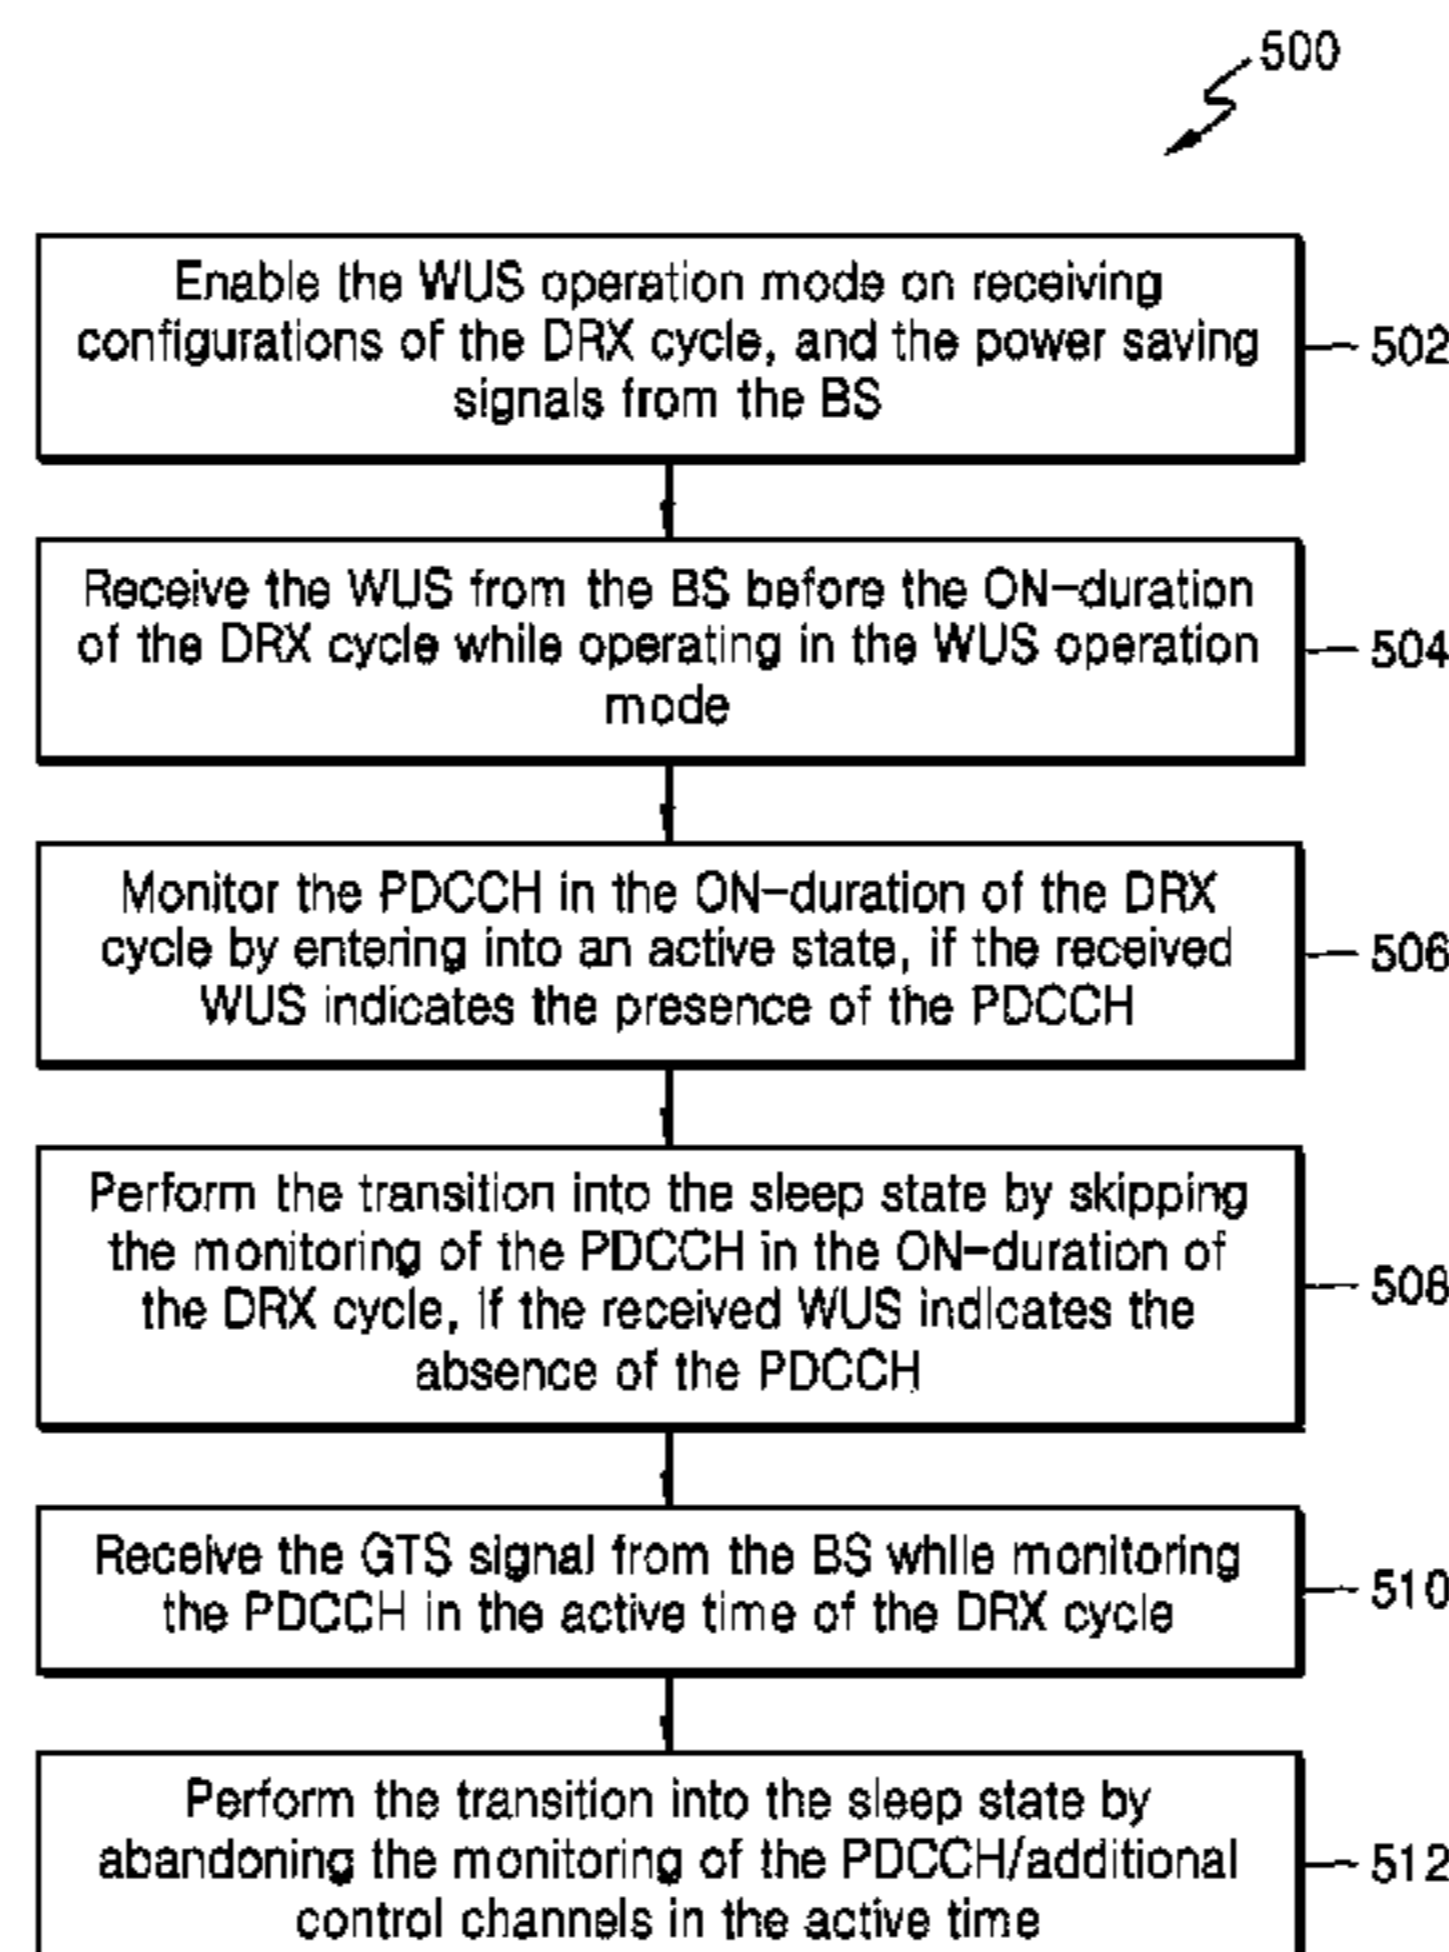 500
Enable the WUS operation mode on receiving
configurations of the DRX cycle, and the power saving
signals from the BS
502
Receive the WUS from the BS before the ON-duration
of the DRX cycle while operating in the WUS operation
mode
504
Monitor the PDCCH in the ON-duration of the DRX
cycle by entering into an active state, if the received
WUS indicates the presence of the PDCCH
506
Perform the transition into the sleep state by skipping
the monitoring of the PDCCH in the ON-duration of
the DRX cycle, if the received WUS indicates the
absence of the PDCCH
508
Receive the GTS signal from the BS while monitoring
the PDCCH in the active time of the DRX cycle
510
Perform the transition into the sleep state by
abandoning the monitoring of the PDCCH/additional
control channels in the active time
512